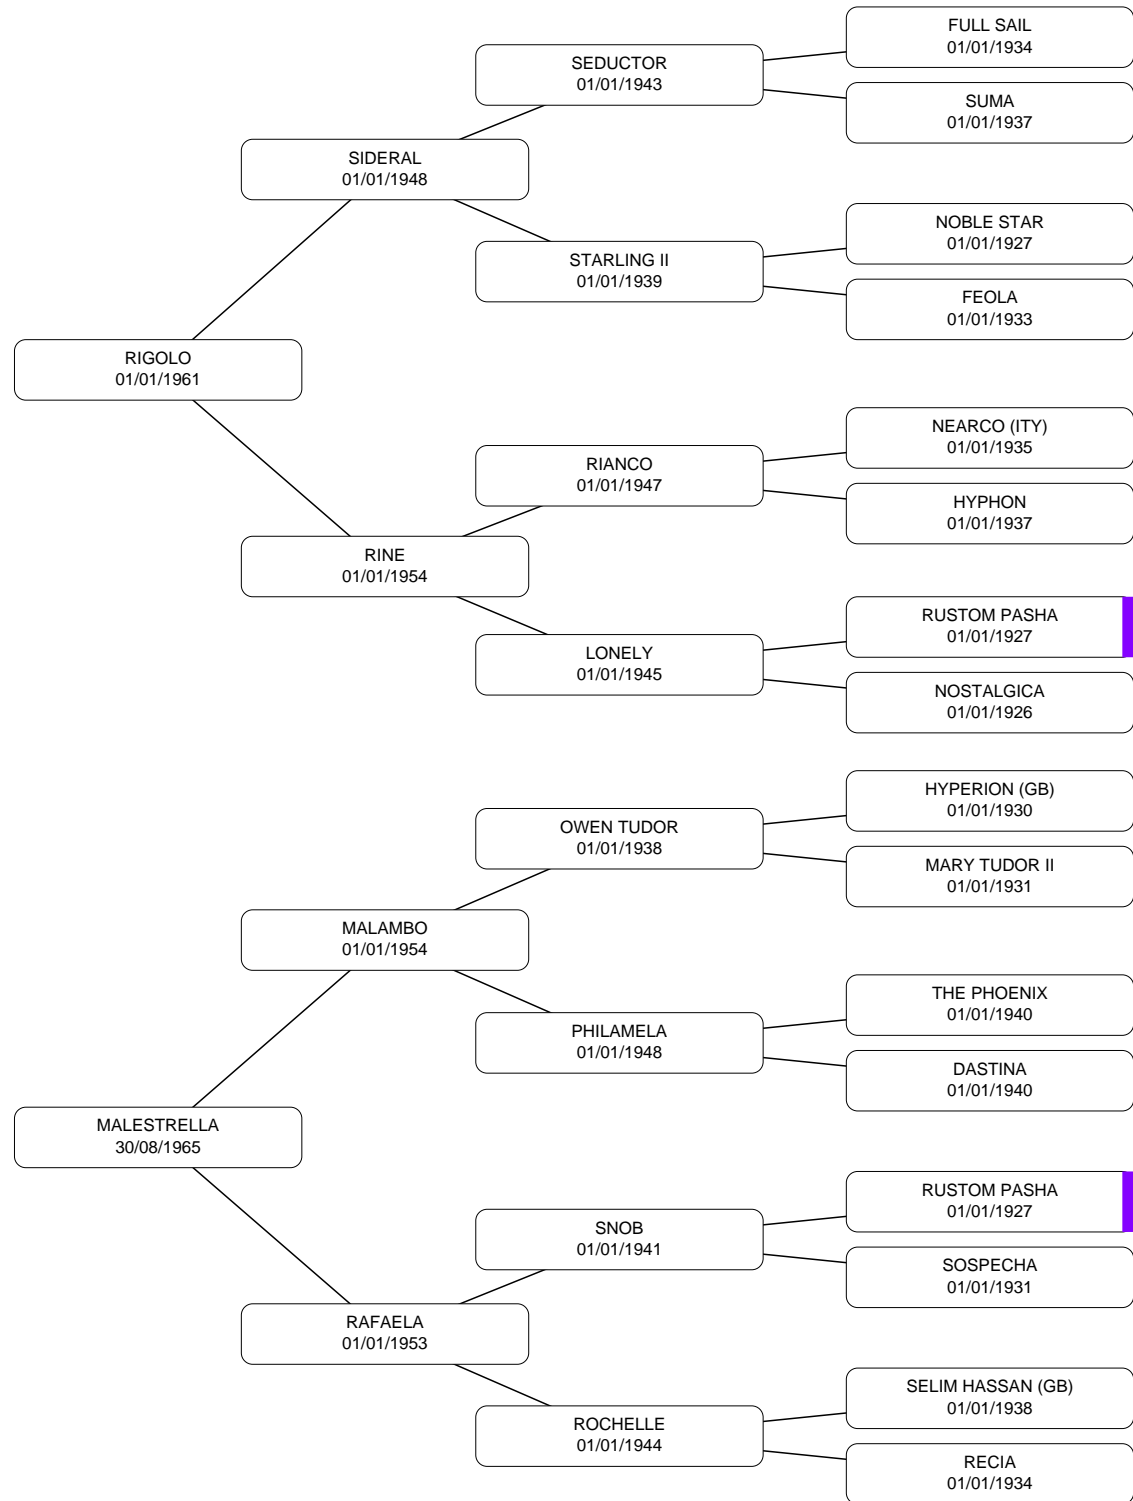 FULL SAIL
01/01/1934
SEDUCTOR
01/01/1943
SUMA
01/01/1937
SIDERAL
01/01/1948
NOBLE STAR
01/01/1927
STARLING II
01/01/1939
FEOLA
01/01/1933
RIGOLO
01/01/1961
NEARCO (ITY)
01/01/1935
RIANCO
01/01/1947
HYPHON
01/01/1937
RINE
01/01/1954
RUSTOM PASHA
01/01/1927
LONELY
01/01/1945
NOSTALGICA
01/01/1926
HYPERION (GB)
01/01/1930
OWEN TUDOR
01/01/1938
MARY TUDOR II
01/01/1931
MALAMBO
01/01/1954
THE PHOENIX
01/01/1940
PHILAMELA
01/01/1948
DASTINA
01/01/1940
MALESTRELLA
30/08/1965
RUSTOM PASHA
01/01/1927
SNOB
01/01/1941
SOSPECHA
01/01/1931
RAFAELA
01/01/1953
SELIM HASSAN (GB)
01/01/1938
ROCHELLE
01/01/1944
RECIA
01/01/1934